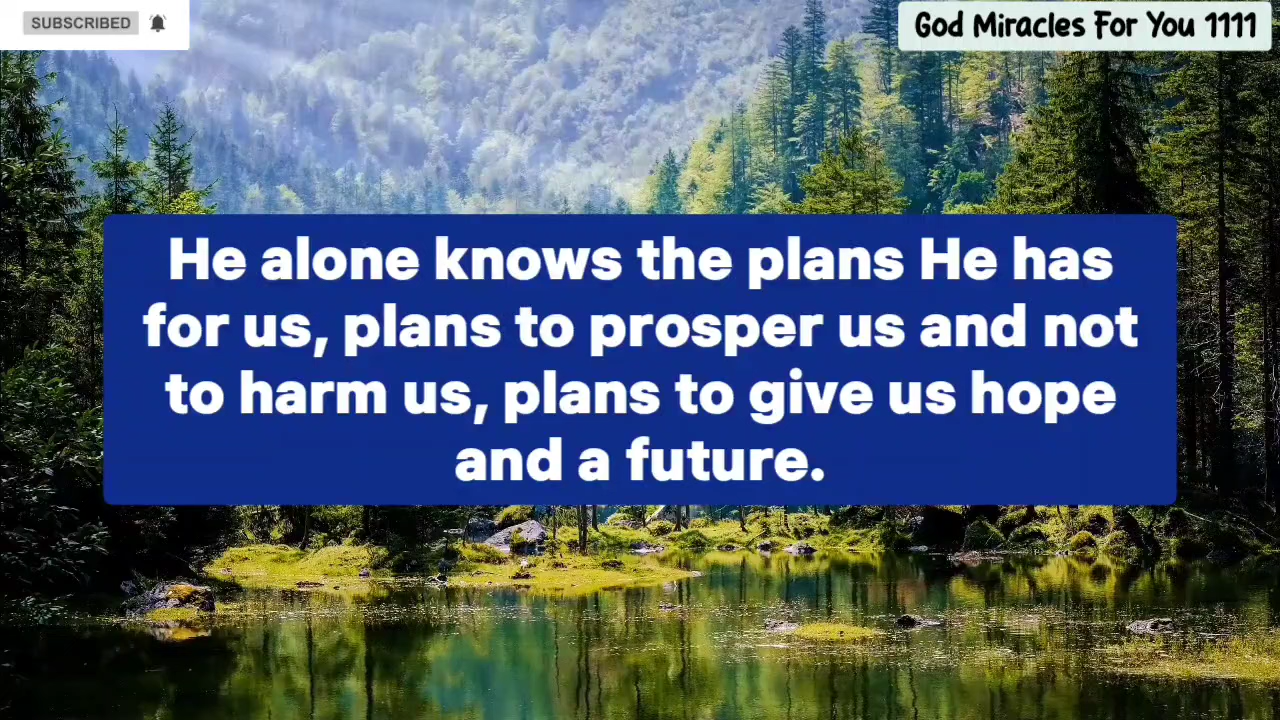 SUBSCRIBED
God Miracles For You 1111
He alone knows the plans He has
for us, plans to prosper us and not
to harm us, plans to give us hope
and a future.